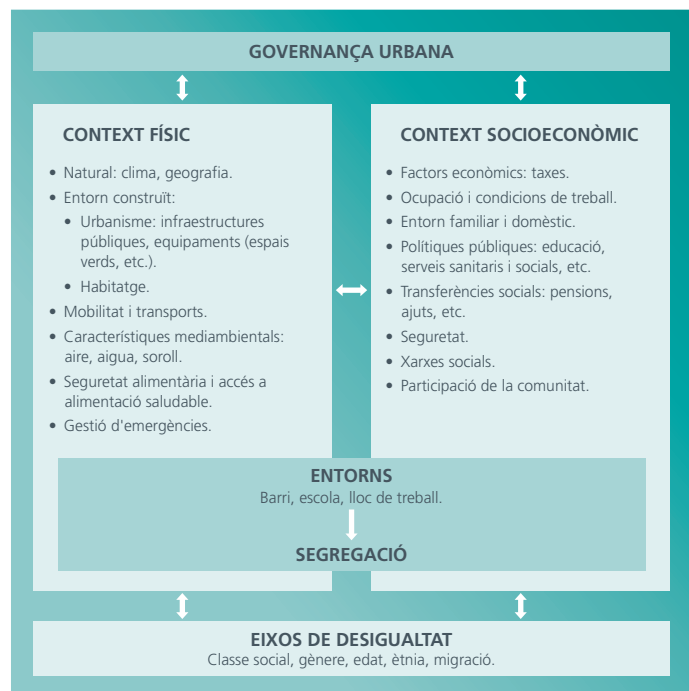 GOVERNANÇA URBANA
CONTEXT FÍSIC
• Natural: clima, geografia.
• Entorn construït:
• Urbanisme: infraestructures
públiques, equipaments (espais
verds, etc.).
• Habitatge.
• Mobilitat i transports.
• Característiques mediambientals:
aire, aigua, soroll.
• Seguretat alimentària i accés a
alimentació saludable.
• Gestió d'emergències.
CONTEXT SOCIOECONÒMIC
• Factors econòmics: taxes.
• Ocupació i condicions de treball.
• Entorn familiar i domèstic.
• Polítiques públiques: educació,
serveis sanitaris i socials, etc.
• Transferències socials: pensions,
ajuts, etc.
• Seguretat.
• Xarxes socials.
• Participació de la comunitat.
ENTORNS
Barri, escola, lloc de treball.
SEGREGACIÓ
EIXOS DE DESIGUALTAT
Classe social, gènere, edat, ètnia, migració.